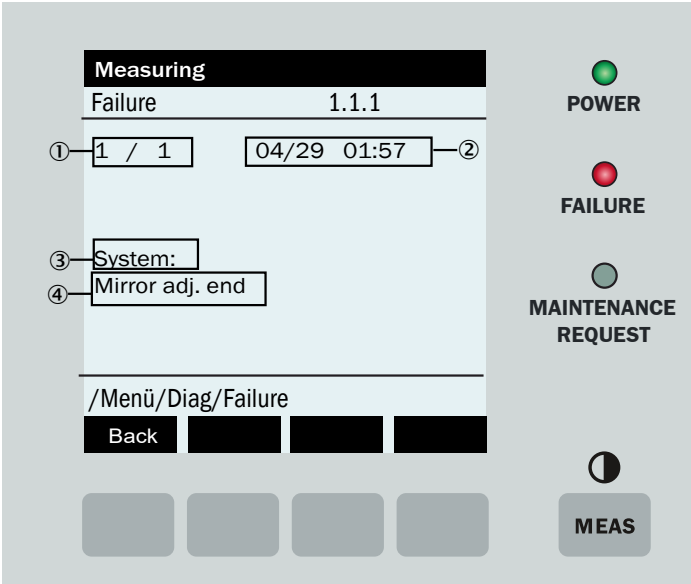 Measuring
Failure 1.1.1
① 1 / 1 04/29 01:57 ②
③ System:
④ Mirror adj. end
/Menü/Diag/Failure
Back
POWER
FAILURE
MAINTENANCE
REQUEST
MEAS